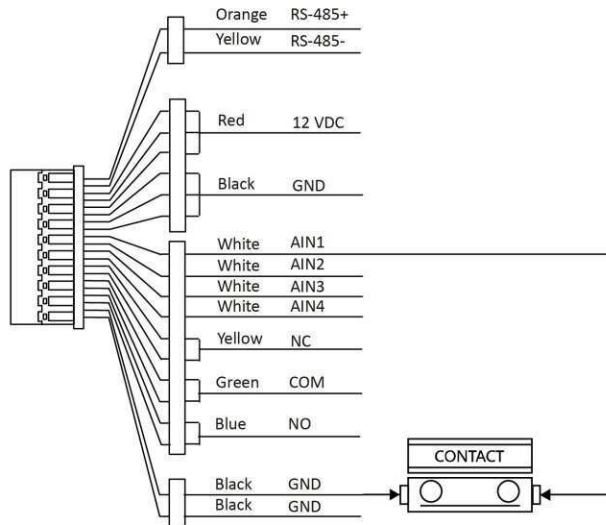 Orange RS-485+
Yellow RS-485-
Red 12 VDC
Black GND
White AIN1
White AIN2
White AIN3
White AIN4
Yellow NC
Green COM
Blue NO
CONTACT
Black GND
Black GND